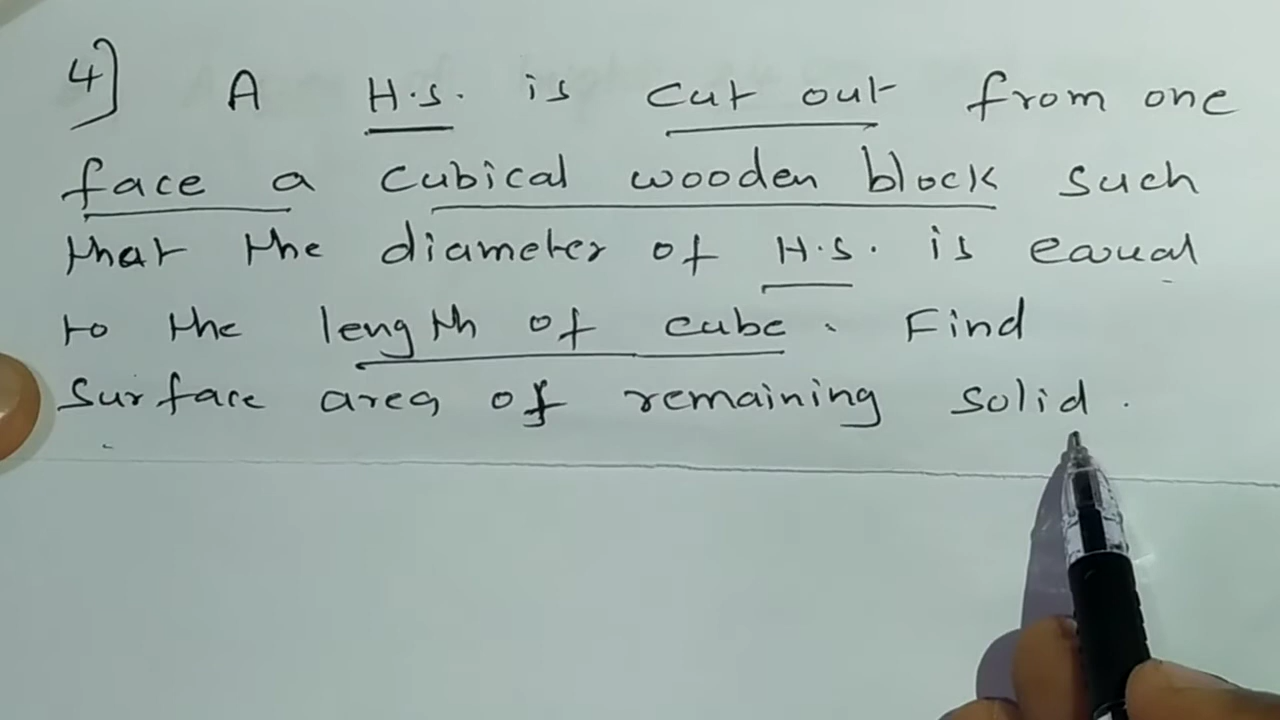 4] A H.S. is cut out from one
face a cubical wooden block such
that the diameter of H.S. is equal
to the length of cube. Find
surface area of remaining solid.